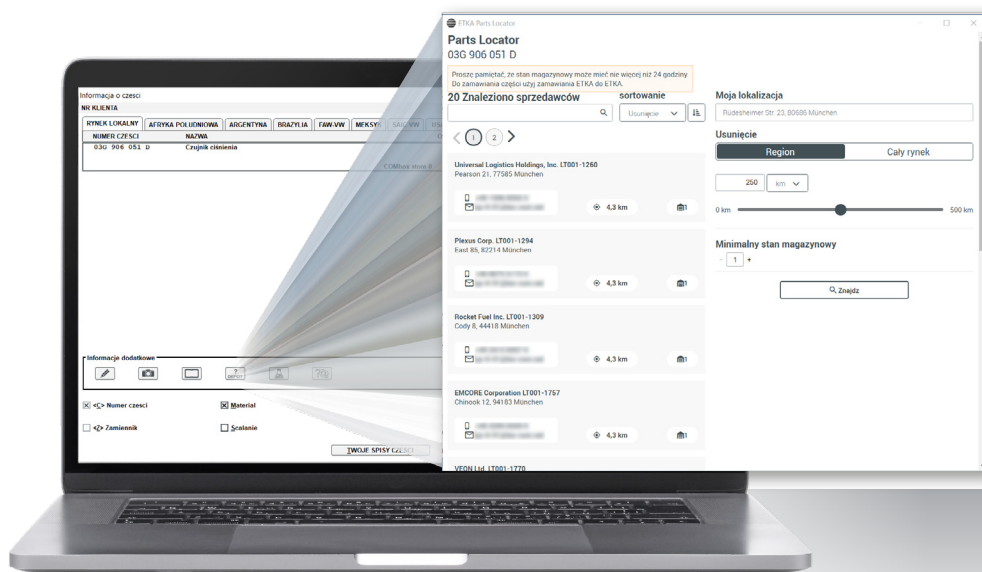 Informacja o czesci
NR KLIENTA
RYNEK LOKALNY AFRYKA POLUDNIOWA ARGENTYNA BRAZYLIA FAW-VW MEKSYK SAIC VW
NUMER CZESCI NAZWA
03G 906 051 D Czujnik ciśnienia
Informacje dodatkowe
?
DEPOT
<C> Numer czesci
Material
<Z> Zamiennik
Scalanie
TWOJE SPISY CZESCI
ETKA Parts Locator
Parts Locator
03G 906 051 D
Proszę pamiętać, że stan magazynowy może mieć nie więcej niż 24 godziny.
Do zamawiania części użyj zamawiania ETKA do ETKA.
20 Znaleziono sprzedawców
sortowanie
Usunięcie
1 2
Universal Logistics Holdings, Inc. LT001-1260
Pearson 21, 77585 München
4,3 km
1
Plexus Corp. LT001-1294
East 85, 82214 München
4,3 km
1
Rocket Fuel Inc. LT001-1309
Cody 8, 44418 München
4,3 km
1
EMCORE Corporation LT001-1757
Chinook 12, 94183 München
4,3 km
1
VEON Ltd. LT001-1770
Moja lokalizacja
Rüdesheimer Str. 23, 80686 München
Usunięcie
Region Cały rynek
250 km
0 km 500 km
Minimalny stan magazynowy
- 1 +
Znajdz